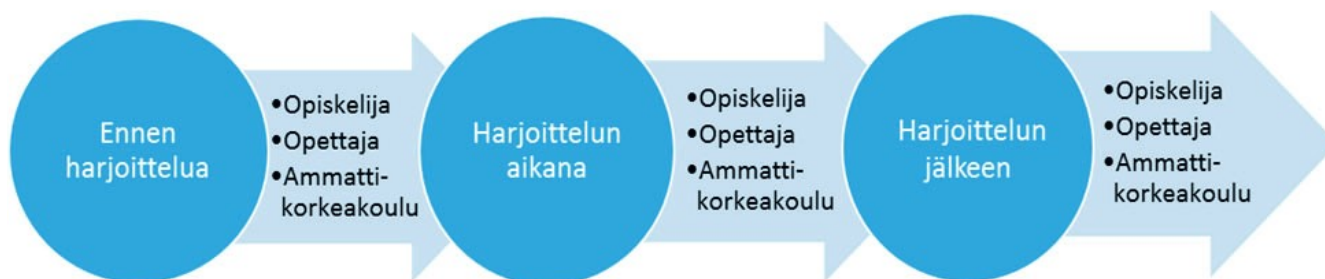 Ennen
harjoittelua
•Opiskelija
•Opettaja
•Ammatti-
korkeakoulu
Harjoittelun
aikana
•Opiskelija
•Opettaja
•Ammatti-
korkeakoulu
Harjoittelun
jälkeen
•Opiskelija
•Opettaja
•Ammatti-
korkeakoulu